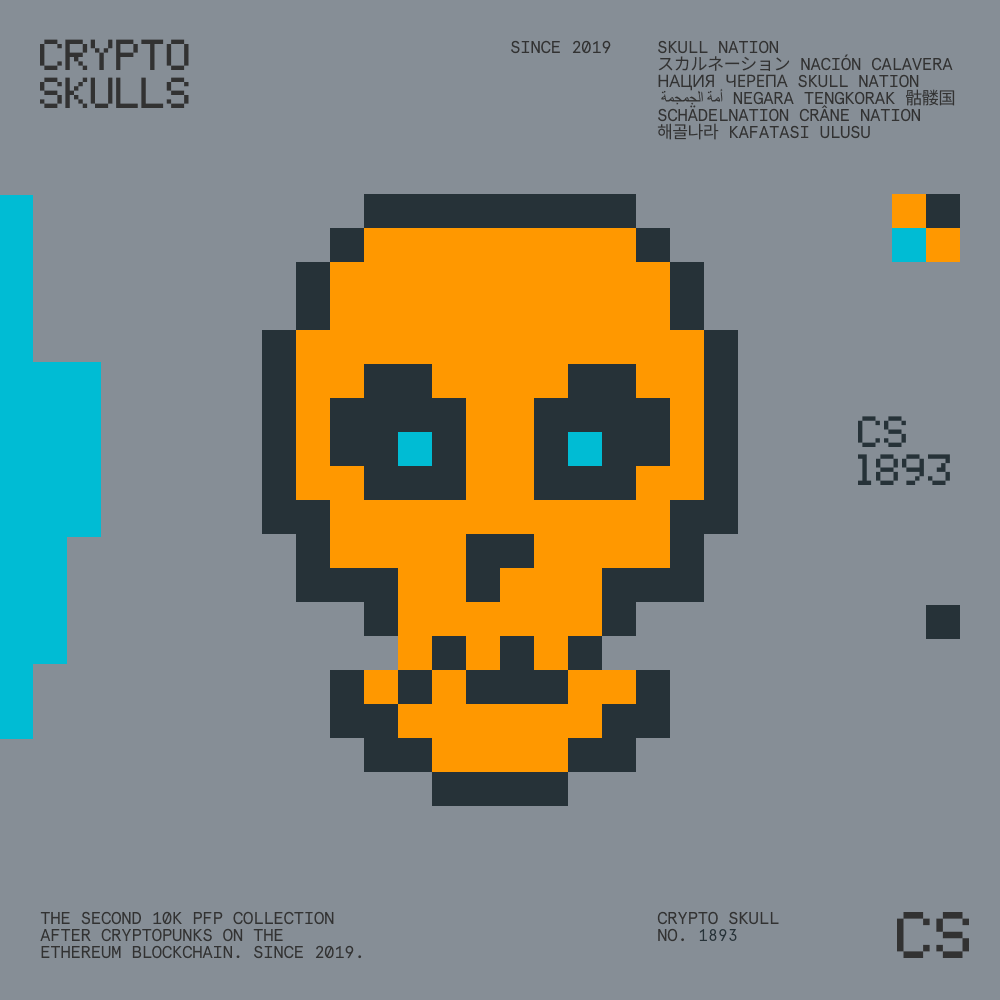 CRYPTO
SKULLS
SINCE 2019
SKULL NATION
スカルネーション NACIÓN CALAVERA
НАЦИЯ ЧЕРЕПА SKULL NATION
أمة الجمجمة NEGARA TENGKORAK 骷髅国
SCHÄDELNATION CRÂNE NATION
해골나라 KAFATASI ULUSU
CS
1893
THE SECOND 10K PFP COLLECTION
AFTER CRYPTOPUNKS ON THE
ETHEREUM BLOCKCHAIN. SINCE 2019.
CRYPTO SKULL
NO. 1893
CS